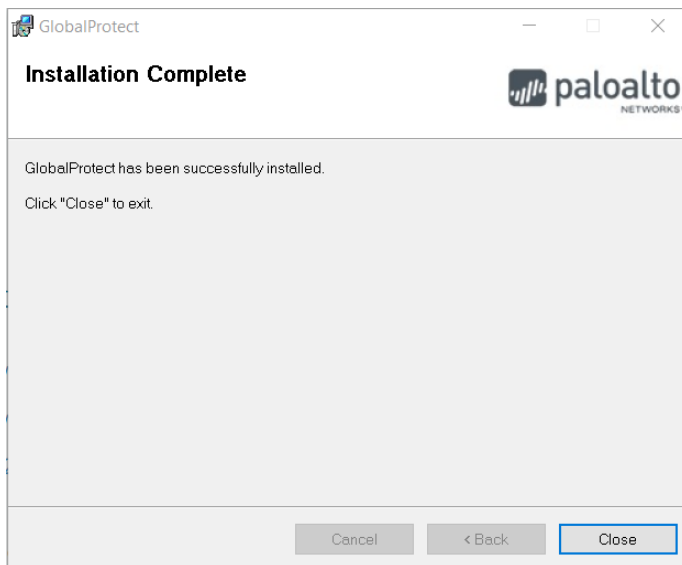 GlobalProtect
Installation Complete
paloalto
NETWORKS
GlobalProtect has been successfully installed.
Click "Close" to exit.
Cancel
< Back
Close